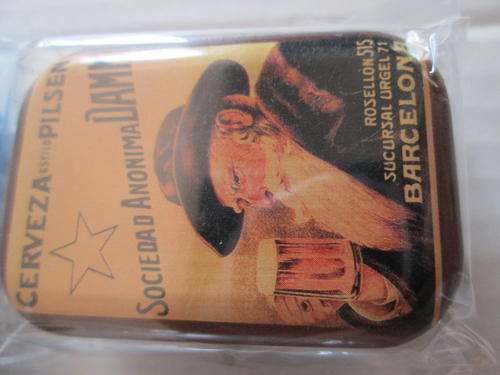 CERVEZA ESTILO PILSEN
SOCIEDAD ANONIMA DAMM
ROSELLON 515
SUCURSAL URGEL 71
BARCELONA